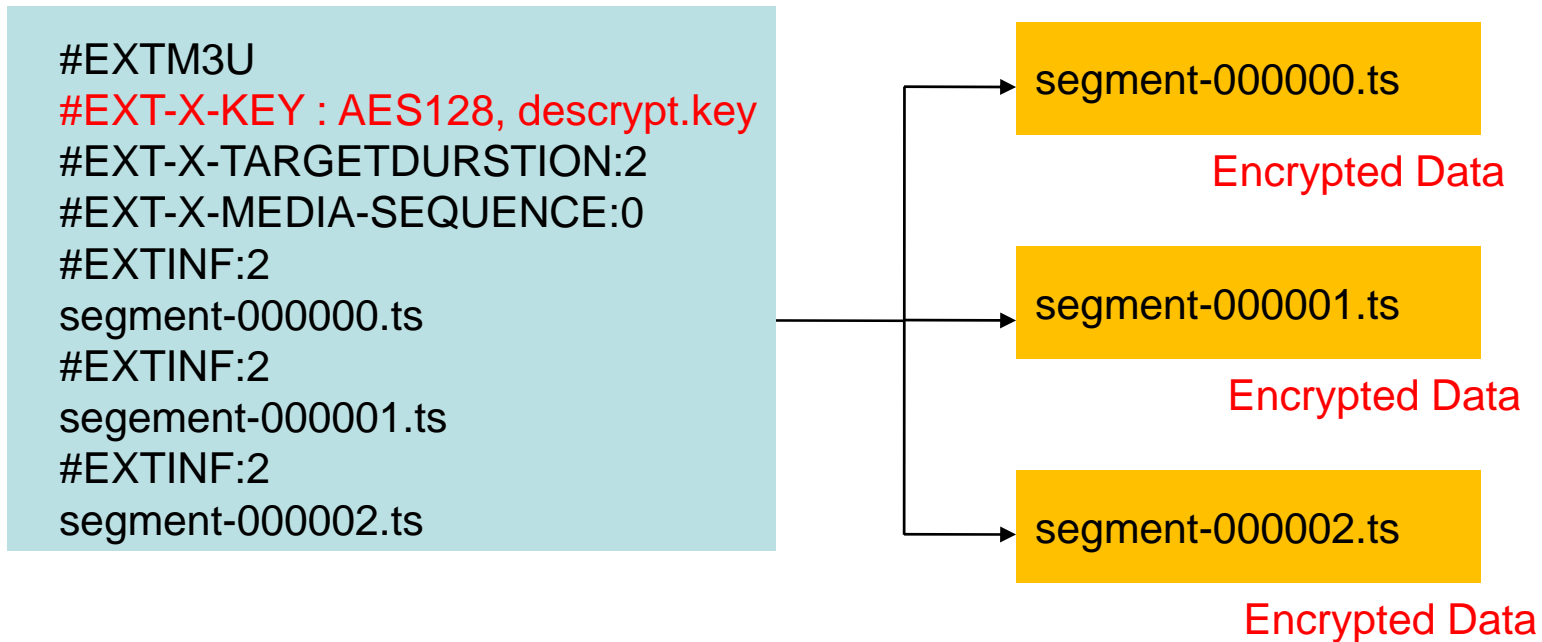 #EXTM3U
#EXT-X-KEY : AES128, descrypt.key
#EXT-X-TARGETDURSTION:2
#EXT-X-MEDIA-SEQUENCE:0
#EXTINF:2
segment-000000.ts
#EXTINF:2
segement-000001.ts
#EXTINF:2
segment-000002.ts
segment-000000.ts
Encrypted Data
segment-000001.ts
Encrypted Data
segment-000002.ts
Encrypted Data